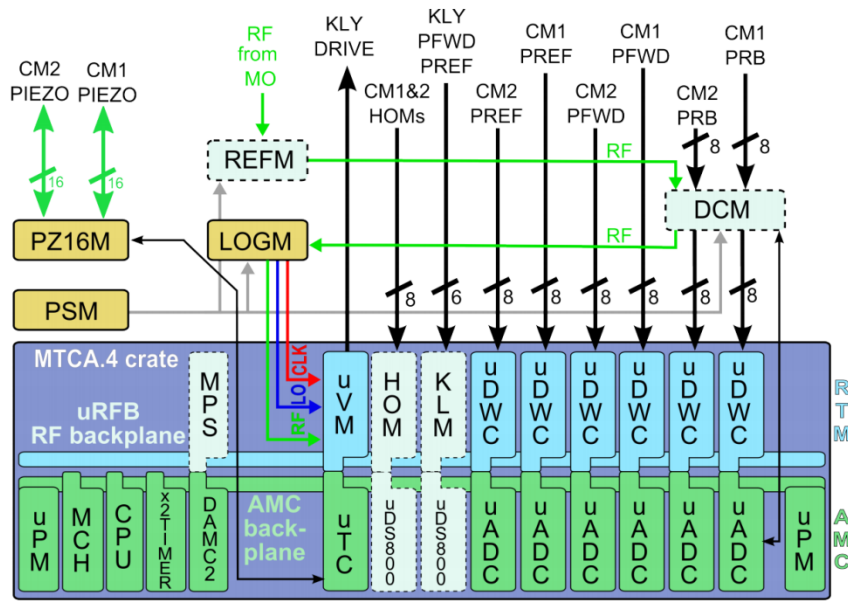 KLY
DRIVE
KLY
PFWD
PREF
CM1
PREF
CM1
PFWD
CM1
PRB
RF
from
MO
CM2
PIEZO
CM1
PIEZO
CM1&2
HOMs
CM2
PREF
CM2
PFWD
CM2
PRB
8
8
16
16
REFM
RF
DCM
PZ16M
LOGM
RF
PSM
8
6
8
8
8
8
8
8
MTCA.4 crate
uRFB
RF backplane
MPS
CLK
LO
RF
uVM
HOM
KLM
uDWC
uDWC
uDWC
uDWC
uDWC
uDWC
RTM
AMC
back-
plane
uPM
MCH
CPU
x2TIMER
DAMC2
uTC
uDS800
uDS800
uADC
uADC
uADC
uADC
uADC
uADC
uPM
AMC